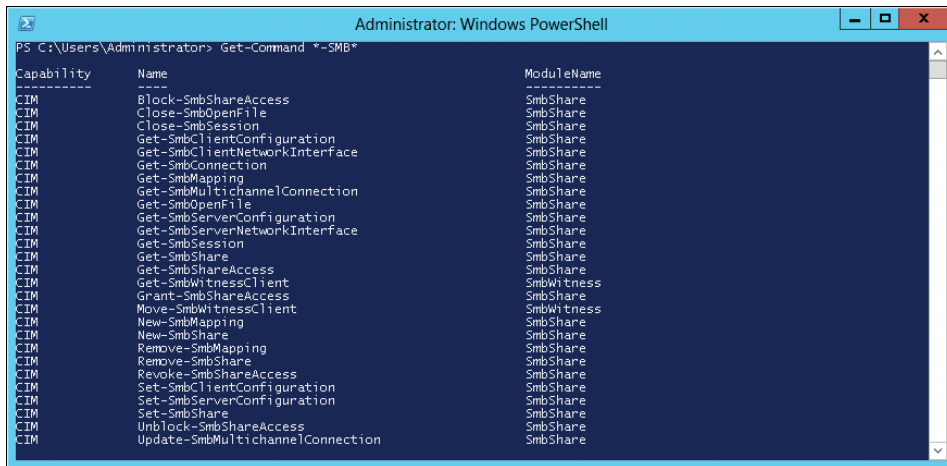 Administrator: Windows PowerShell
PS C:\Users\Administrator> Get-Command *-SMB*
Capability Name ModuleName
---------- ---- ----------
CIM Block-SmbShareAccess SmbShare
CIM Close-SmbOpenFile SmbShare
CIM Close-SmbSession SmbShare
CIM Get-SmbClientConfiguration SmbShare
CIM Get-SmbClientNetworkInterface SmbShare
CIM Get-SmbConnection SmbShare
CIM Get-SmbMapping SmbShare
CIM Get-SmbMultichannelConnection SmbShare
CIM Get-SmbOpenFile SmbShare
CIM Get-SmbServerConfiguration SmbShare
CIM Get-SmbServerNetworkInterface SmbShare
CIM Get-SmbSession SmbShare
CIM Get-SmbShare SmbShare
CIM Get-SmbShareAccess SmbShare
CIM Get-SmbWitnessClient SmbWitness
CIM Grant-SmbShareAccess SmbShare
CIM Move-SmbWitnessClient SmbWitness
CIM New-SmbMapping SmbShare
CIM New-SmbShare SmbShare
CIM Remove-SmbMapping SmbShare
CIM Remove-SmbShare SmbShare
CIM Revoke-SmbShareAccess SmbShare
CIM Set-SmbClientConfiguration SmbShare
CIM Set-SmbServerConfiguration SmbShare
CIM Set-SmbShare SmbShare
CIM Unblock-SmbShareAccess SmbShare
CIM Update-SmbMultichannelConnection SmbShare